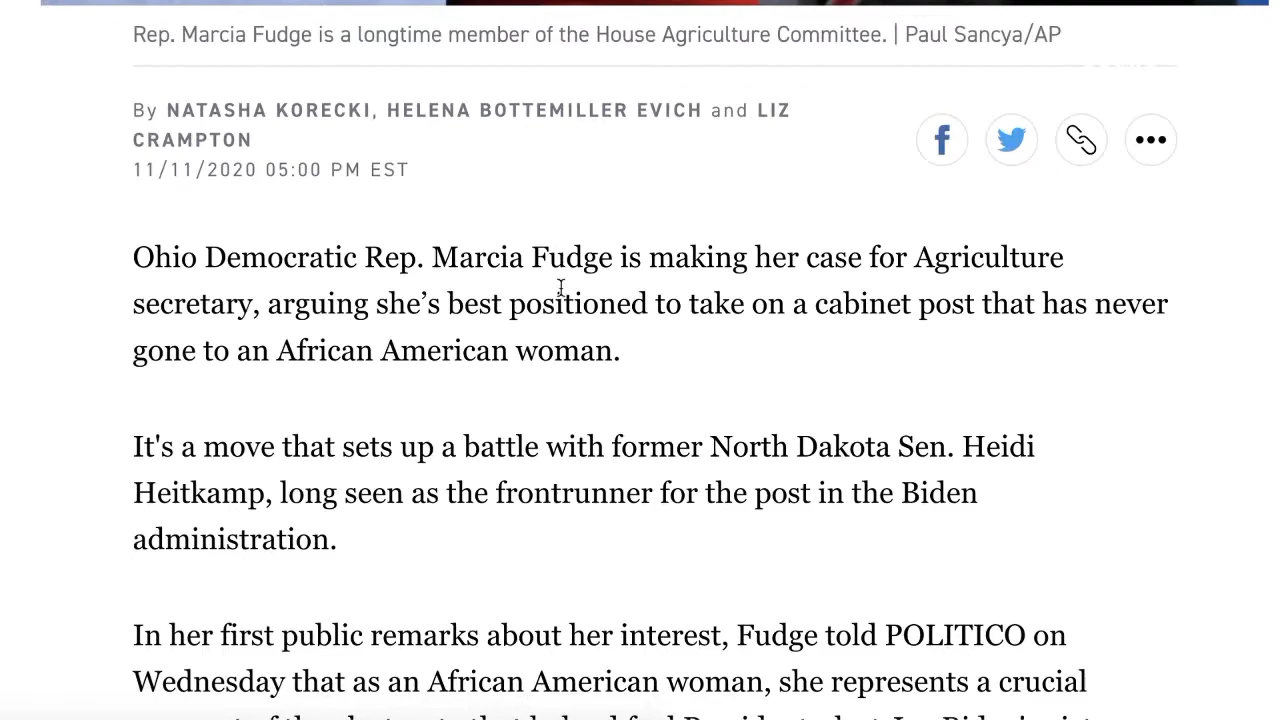 Rep. Marcia Fudge is a longtime member of the House Agriculture Committee. | Paul Sancya/AP
By NATASHA KORECKI, HELENA BOTTEMILLER EVICH and LIZ
CRAMPTON
11/11/2020 05:00 PM EST
Ohio Democratic Rep. Marcia Fudge is making her case for Agriculture
secretary, arguing she’s best positioned to take on a cabinet post that has never
gone to an African American woman.
It's a move that sets up a battle with former North Dakota Sen. Heidi
Heitkamp, long seen as the frontrunner for the post in the Biden
administration.
In her first public remarks about her interest, Fudge told POLITICO on
Wednesday that as an African American woman, she represents a crucial